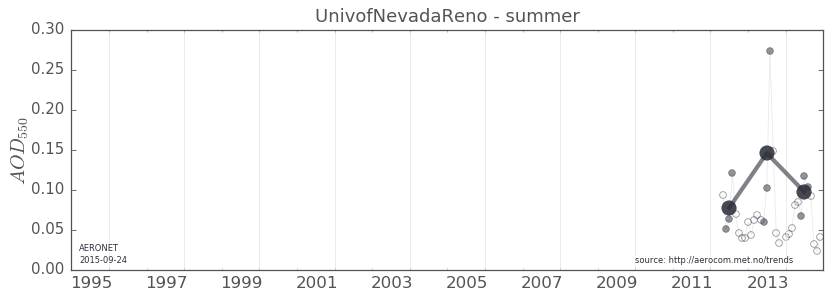 UnivofNevadaReno - summer
0.30
0.25
0.20
0.15
0.10
0.05
0.00
AOD550
AERONET
2015-09-24
source: http://aerocom.met.no/trends
1995 1997 1999 2001 2003 2005 2007 2009 2011 2013